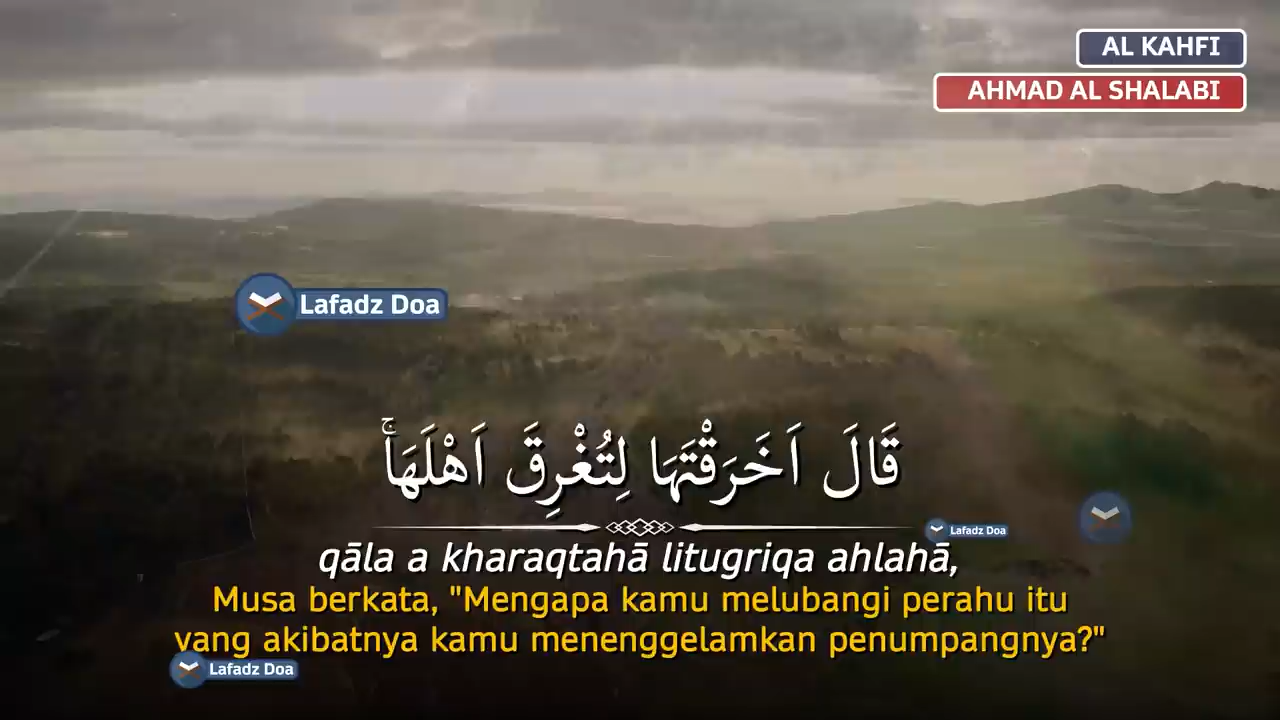 AL KAHFI
AHMAD AL SHALABI
Lafadz Doa
قَالَ اَخَرَقْتَهَا لِتُغْرِقَ اَهْلَهَاۚ
Lafadz Doa
qāla a kharaqtahā litugriqa ahlahā,
Musa berkata, "Mengapa kamu melubangi perahu itu
yang akibatnya kamu menenggelamkan penumpangnya?"
Lafadz Doa